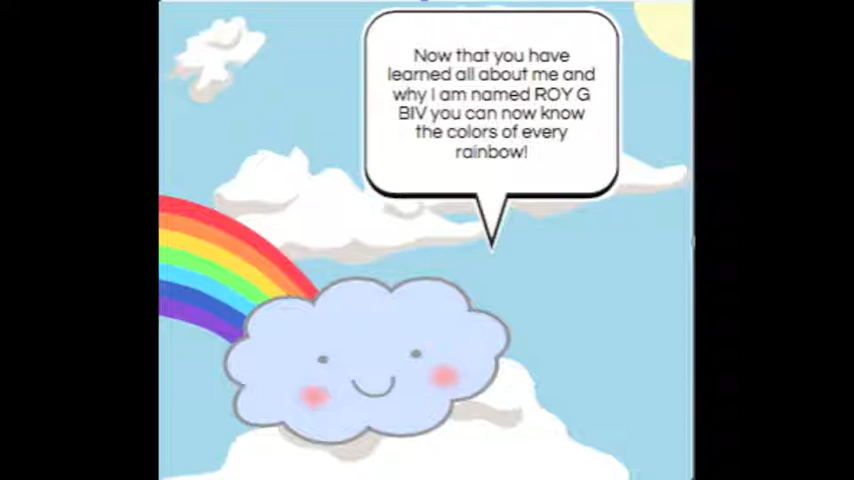 Now that you have
learned all about me and
why I am named ROY G
BIV you can now know
the colors of every
rainbow!